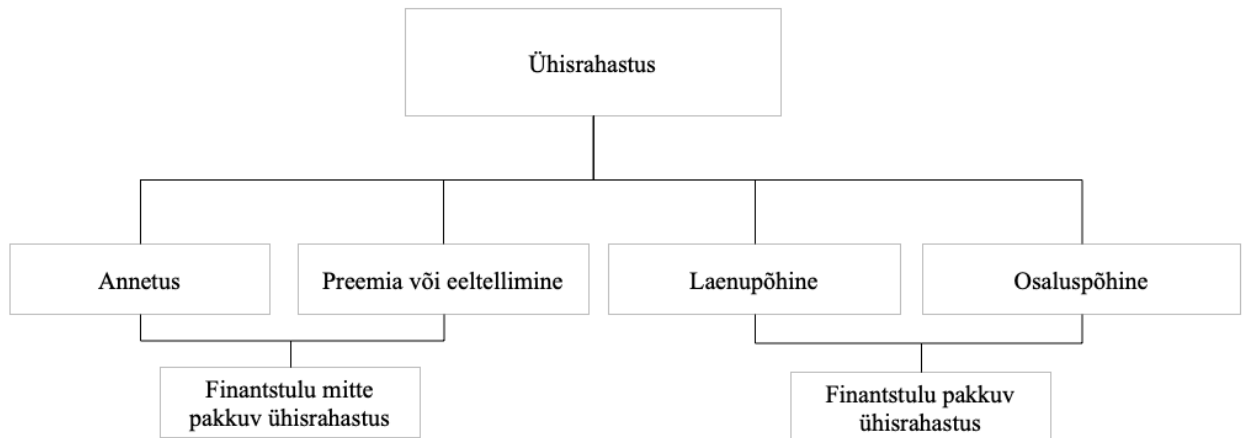 Ühisrahastus
Annetus
Preemia või eeltellimine
Laenupõhine
Osaluspõhine
Finantstulu mitte
pakkuv ühisrahastus
Finantstulu pakkuv
ühisrahastus